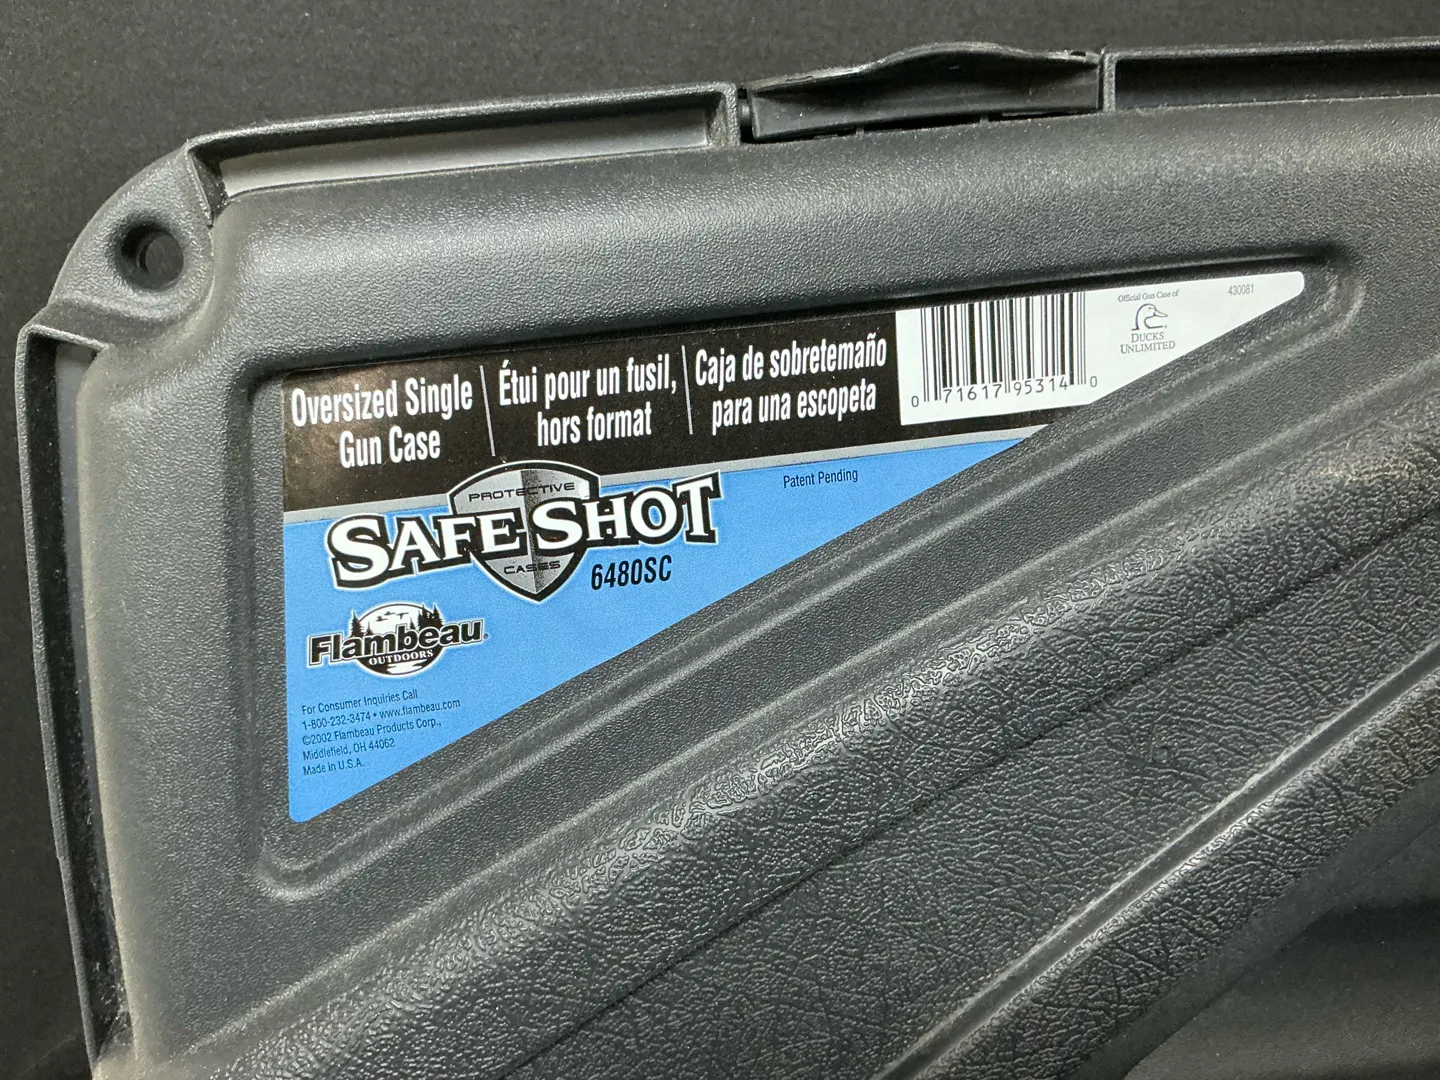 Oversized Single
Gun Case
Étui pour un fusil,
hors format
Caja de sobretemaño
para una escopeta
0 71617 95314 0
Official Gun Case of
DUCKS
UNLIMITED
430081
PROTECTIVE
SAFE SHOT
CASES
6480SC
Patent Pending
Flambeau®
OUTDOORS
For Consumer Inquiries Call
1-800-232-3474 • www.flambeau.com
©2002 Flambeau Products Corp.,
Middlefield, OH 44062
Made in U.S.A.